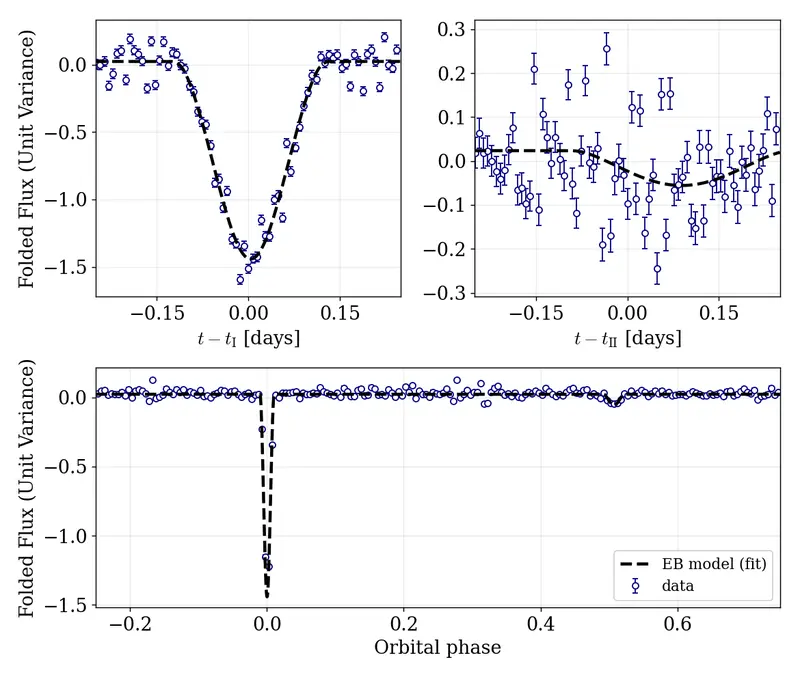 Folded Flux (Unit Variance)
0.0
−0.5
−1.0
−1.5
−0.15 0.00 0.15
t − t_I [days]
0.3
0.2
0.1
0.0
−0.1
−0.2
−0.3
−0.15 0.00 0.15
t − t_II [days]
Folded Flux (Unit Variance)
0.0
−0.5
−1.0
−1.5
−0.2 0.0 0.2 0.4 0.6
Orbital phase
EB model (fit)
data